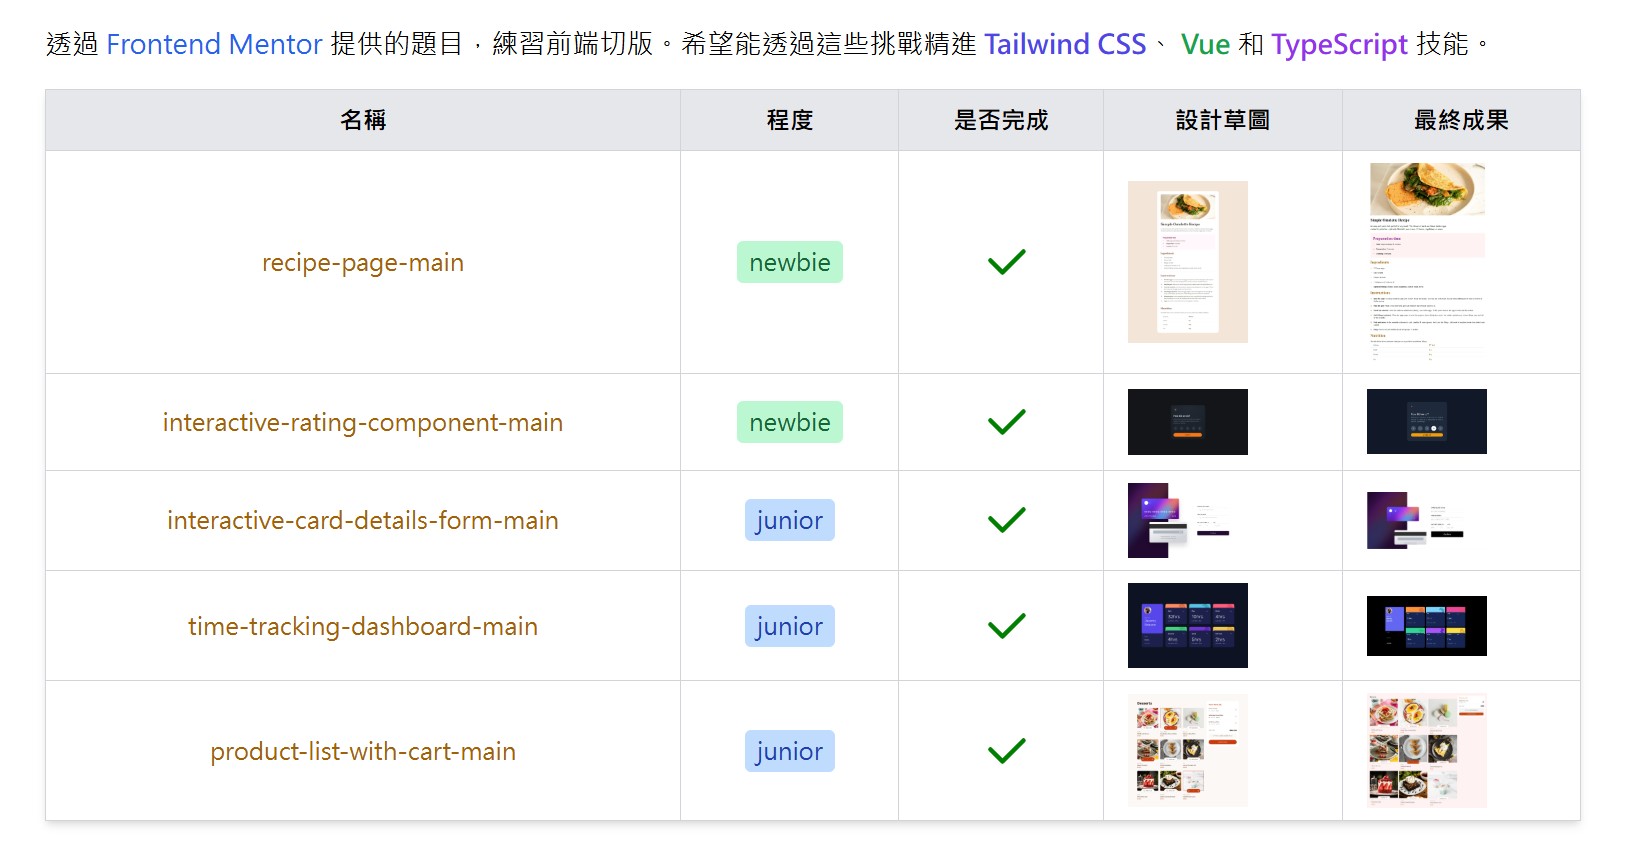 透過 Frontend Mentor 提供的題目，練習前端切版。希望能透過這些挑戰精進 Tailwind CSS、 Vue 和 TypeScript 技能。
名稱 程度 是否完成 設計草圖 最終成果
recipe-page-main newbie
interactive-rating-component-main newbie
interactive-card-details-form-main junior
time-tracking-dashboard-main junior
product-list-with-cart-main junior